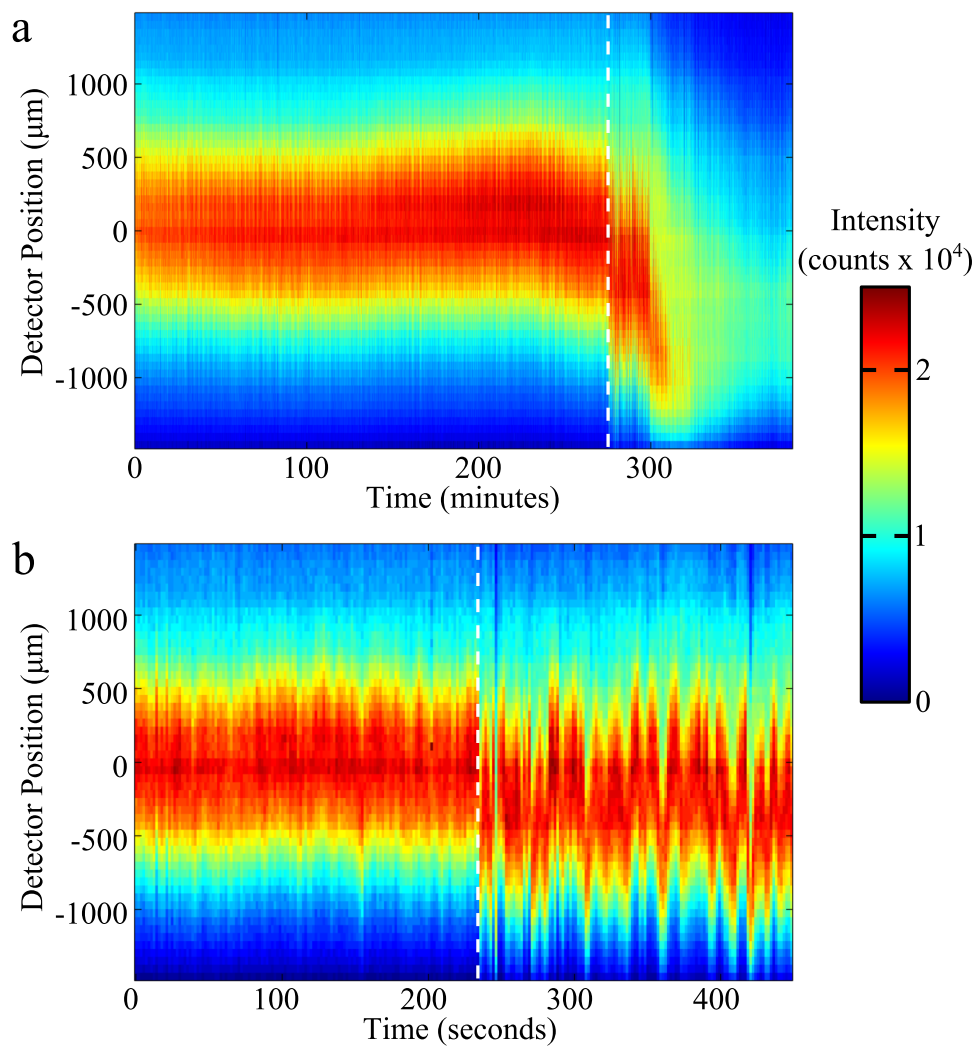 a
Detector Position (µm)
1000
500
0
-500
-1000
0
100
200
300
Time (minutes)
Intensity
(counts x 10⁴)
2
1
0
b
Detector Position (µm)
1000
500
0
-500
-1000
0
100
200
300
400
Time (seconds)